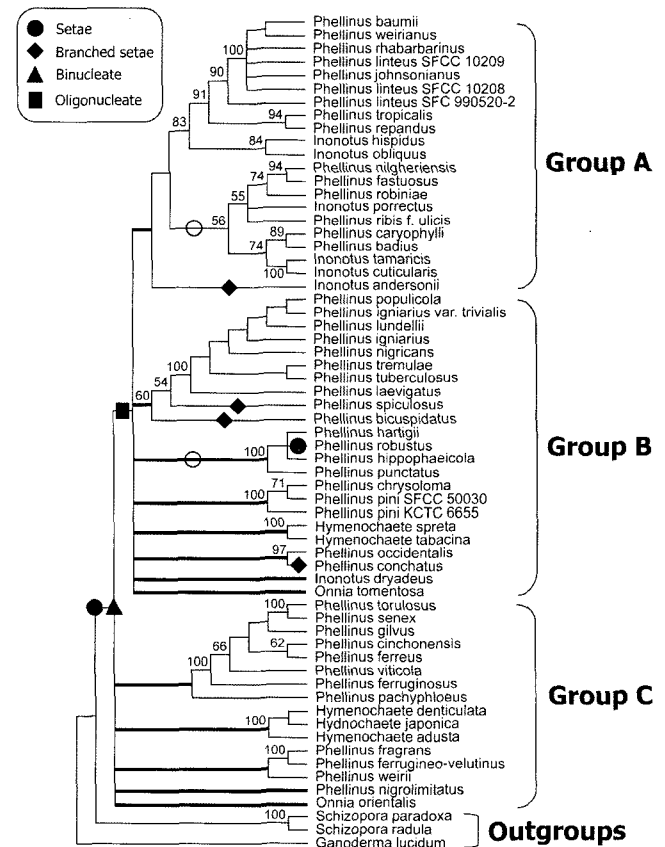 Setae
Branched setae
Binucleate
Oligonucleate
Phellinus baumii
Phellinus weirianus
Phellinus rhabarbarinus
100
Phellinus linteus SFCC 10209
Phellinus johnsonianus
90
Phellinus linteus SFCC 10208
91
Phellinus linteus SFC 990520-2
94
Phellinus tropicalis
83
Phellinus repandus
84
Inonotus hispidus
Inonotus obliquus
Group A
94
Phellinus nilgheriensis
74
Phellinus fastuosus
55
Phellinus robiniae
Inonotus porrectus
56
Phellinus ribis f. ulicis
89
Phellinus caryophylli
74
Phellinus badius
Inonotus tamaricis
100
Inonotus cuticularis
Inonotus andersonii
Phellinus populicola
Phellinus igniarius var. trivialis
Phellinus lundellii
Phellinus igniarius
Phellinus nigricans
100
Phellinus tremulae
54
Phellinus tuberculosus
60
Phellinus laevigatus
Phellinus spiculosus
Phellinus bicuspidatus
Phellinus hartigii
Group B
100
Phellinus robustus
Phellinus hippophaeicola
Phellinus punctatus
71
Phellinus chrysoloma
100
Phellinus pini SFCC 50030
Phellinus pini KCTC 6655
100
Hymenochaete spreta
Hymenochaete tabacina
97
Phellinus occidentalis
Phellinus conchatus
Inonotus dryadeus
Onnia tomentosa
100
Phellinus torulosus
Phellinus senex
Phellinus gilvus
66
62
Phellinus cinchonensis
Phellinus ferreus
100
Phellinus viticola
Phellinus ferruginosus
Phellinus pachyphloeus
Group C
Hymenochaete denticulata
100
Hydnochaete japonica
Hymenochaete adusta
100
Phellinus fragrans
Phellinus ferrugineo-velutinus
Phellinus weirii
Phellinus nigrolimitatus
Onnia orientalis
100
Schizopora paradoxa
Schizopora radula
Outgroups
Ganoderma lucidum